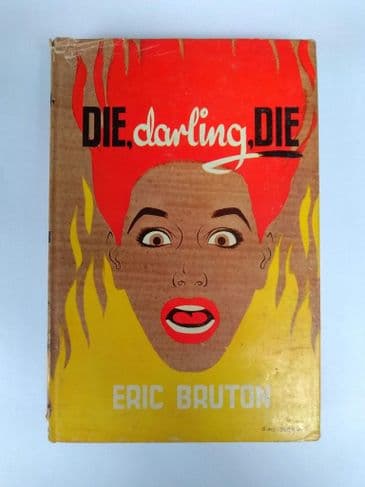 DIE, darling, DIE
ERIC BRUTON